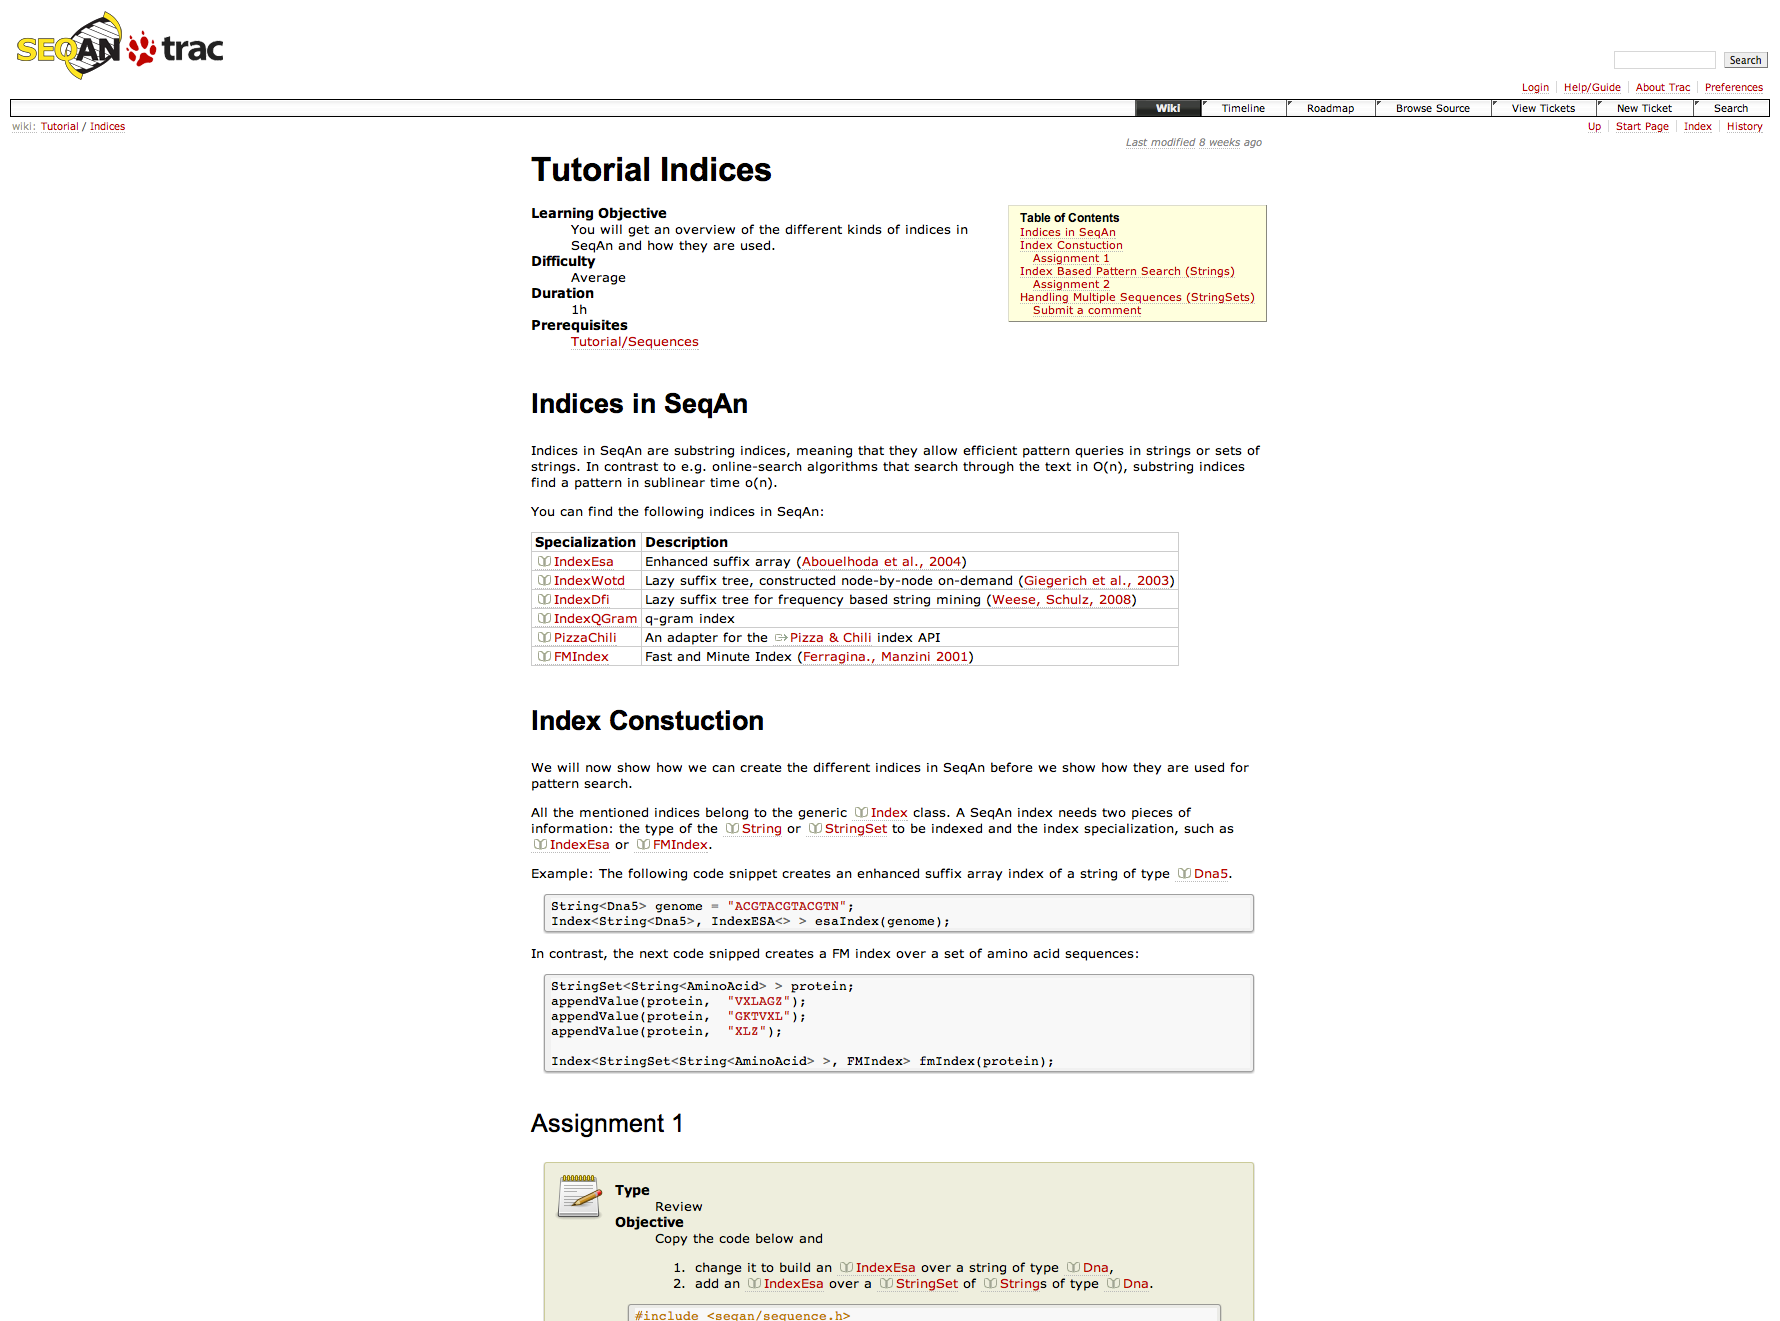 SEQAN trac
Search
Login Help/Guide About Trac Preferences
Wiki Timeline Roadmap Browse Source View Tickets New Ticket Search
wiki: Tutorial / Indices
Up Start Page Index History
Last modified 8 weeks ago
Tutorial Indices
Learning Objective
You will get an overview of the different kinds of indices in
SeqAn and how they are used.
Difficulty
Average
Duration
1h
Prerequisites
Tutorial/Sequences
Table of Contents
Indices in SeqAn
Index Constuction
Assignment 1
Index Based Pattern Search (Strings)
Assignment 2
Handling Multiple Sequences (StringSets)
Submit a comment
Indices in SeqAn
Indices in SeqAn are substring indices, meaning that they allow efficient pattern queries in strings or sets of
strings. In contrast to e.g. online-search algorithms that search through the text in O(n), substring indices
find a pattern in sublinear time o(n).
You can find the following indices in SeqAn:
Specialization Description
IndexEsa Enhanced suffix array (Abouelhoda et al., 2004)
IndexWotd Lazy suffix tree, constructed node-by-node on-demand (Giegerich et al., 2003)
IndexDfi Lazy suffix tree for frequency based string mining (Weese, Schulz, 2008)
IndexQGram q-gram index
PizzaChili An adapter for the Pizza & Chili index API
FMIndex Fast and Minute Index (Ferragina., Manzini 2001)
Index Constuction
We will now show how we can create the different indices in SeqAn before we show how they are used for
pattern search.
All the mentioned indices belong to the generic Index class. A SeqAn index needs two pieces of
information: the type of the String or StringSet to be indexed and the index specialization, such as
IndexEsa or FMIndex.
Example: The following code snippet creates an enhanced suffix array index of a string of type Dna5.
String<Dna5> genome = "ACGTACGTACGTN";
Index<String<Dna5>, IndexESA<> > esaIndex(genome);
In contrast, the next code snipped creates a FM index over a set of amino acid sequences:
StringSet<String<AminoAcid> > protein;
appendValue(protein, "VXLAGZ");
appendValue(protein, "GKTVXL");
appendValue(protein, "XLZ");
Index<StringSet<String<AminoAcid> >, FMIndex> fmIndex(protein);
Assignment 1
Type
Review
Objective
Copy the code below and
1. change it to build an IndexEsa over a string of type Dna,
2. add an IndexEsa over a StringSet of Strings of type Dna.
#include <seqan/sequence.h>